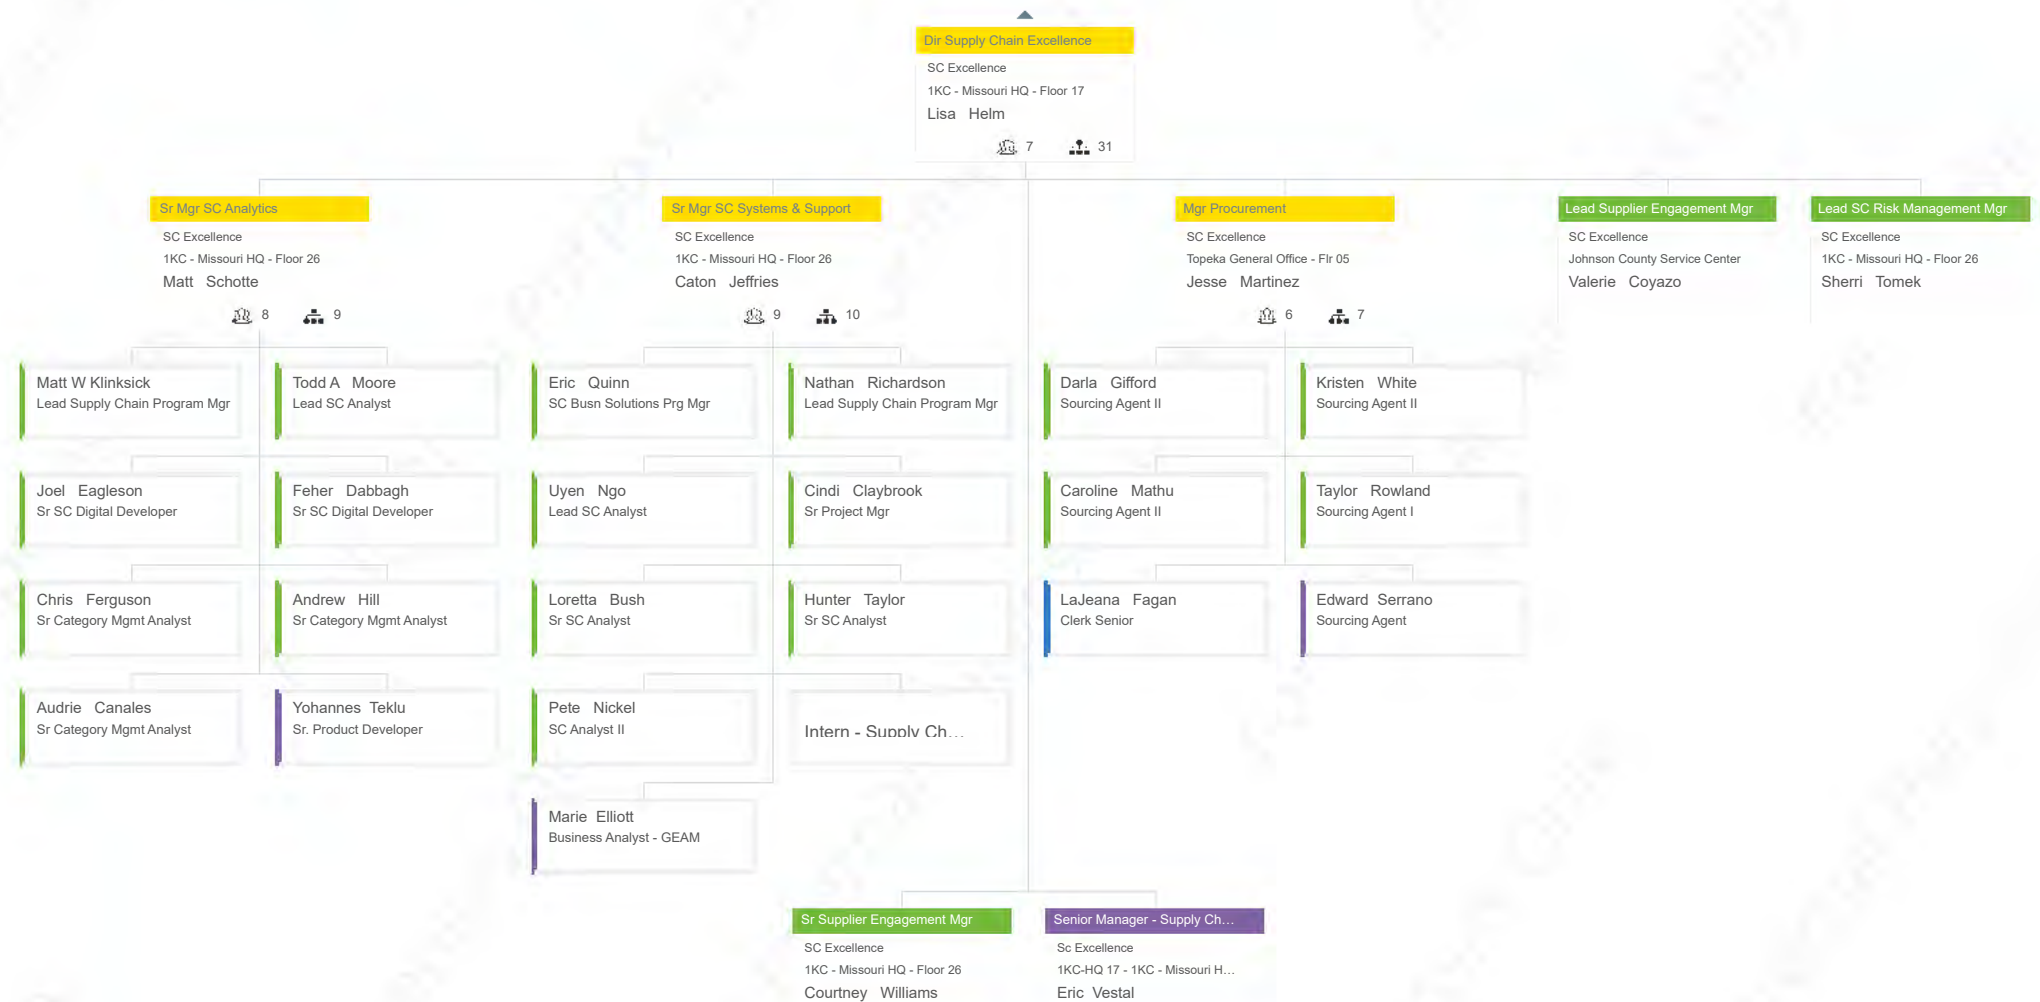 Dir Supply Chain Excellence
SC Excellence
1KC - Missouri HQ - Floor 17
Lisa Helm
7 31
Sr Mgr SC Analytics
SC Excellence
1KC - Missouri HQ - Floor 26
Matt Schotte
8 9
Sr Mgr SC Systems & Support
SC Excellence
1KC - Missouri HQ - Floor 26
Caton Jeffries
9 10
Mgr Procurement
SC Excellence
Topeka General Office - Flr 05
Jesse Martinez
6 7
Lead Supplier Engagement Mgr
SC Excellence
Johnson County Service Center
Valerie Coyazo
Lead SC Risk Management Mgr
SC Excellence
1KC - Missouri HQ - Floor 26
Sherri Tomek
Matt W Klinksick
Lead Supply Chain Program Mgr
Todd A Moore
Lead SC Analyst
Joel Eagleson
Sr SC Digital Developer
Feher Dabbagh
Sr SC Digital Developer
Chris Ferguson
Sr Category Mgmt Analyst
Andrew Hill
Sr Category Mgmt Analyst
Audrie Canales
Sr Category Mgmt Analyst
Yohannes Teklu
Sr. Product Developer
Eric Quinn
SC Busn Solutions Prg Mgr
Nathan Richardson
Lead Supply Chain Program Mgr
Uyen Ngo
Lead SC Analyst
Cindi Claybrook
Sr Project Mgr
Loretta Bush
Sr SC Analyst
Hunter Taylor
Sr SC Analyst
Pete Nickel
SC Analyst II
Intern - Supply Ch...
Marie Elliott
Business Analyst - GEAM
Darla Gifford
Sourcing Agent II
Kristen White
Sourcing Agent II
Caroline Mathu
Sourcing Agent II
Taylor Rowland
Sourcing Agent I
LaJeana Fagan
Clerk Senior
Edward Serrano
Sourcing Agent
Sr Supplier Engagement Mgr
SC Excellence
1KC - Missouri HQ - Floor 26
Courtney Williams
Senior Manager - Supply Ch...
Sc Excellence
1KC-HQ 17 - 1KC - Missouri H...
Eric Vestal